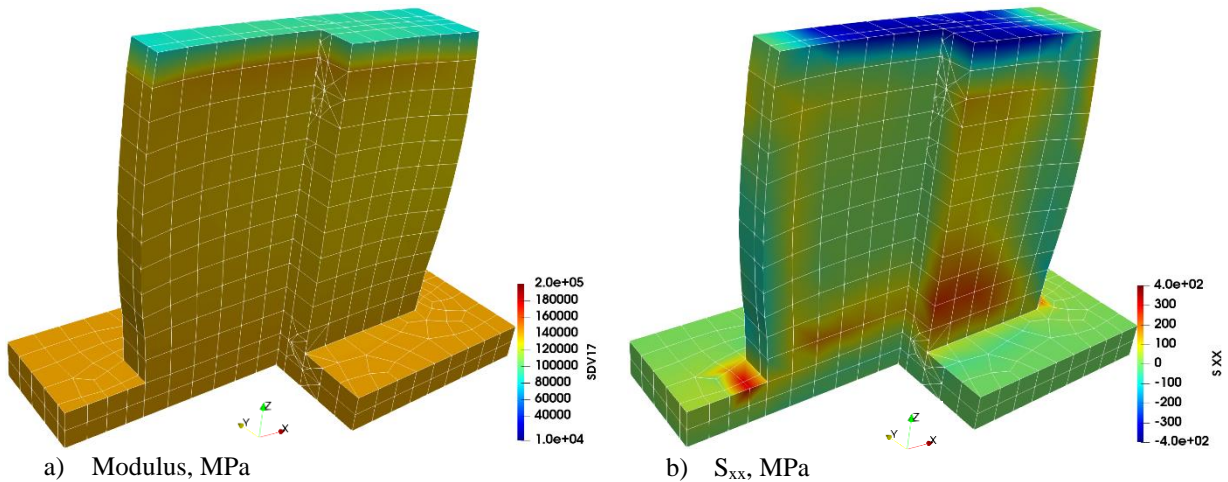 2.0e+05
180000
160000
140000
120000
100000
80000
60000
40000
1.0e+04
SDV17
Z
Y
X
a) Modulus, MPa
4.0e+02
300
200
100
0
-100
-200
-300
-4.0e+02
S XX
Z
Y
X
b) Sxx, MPa